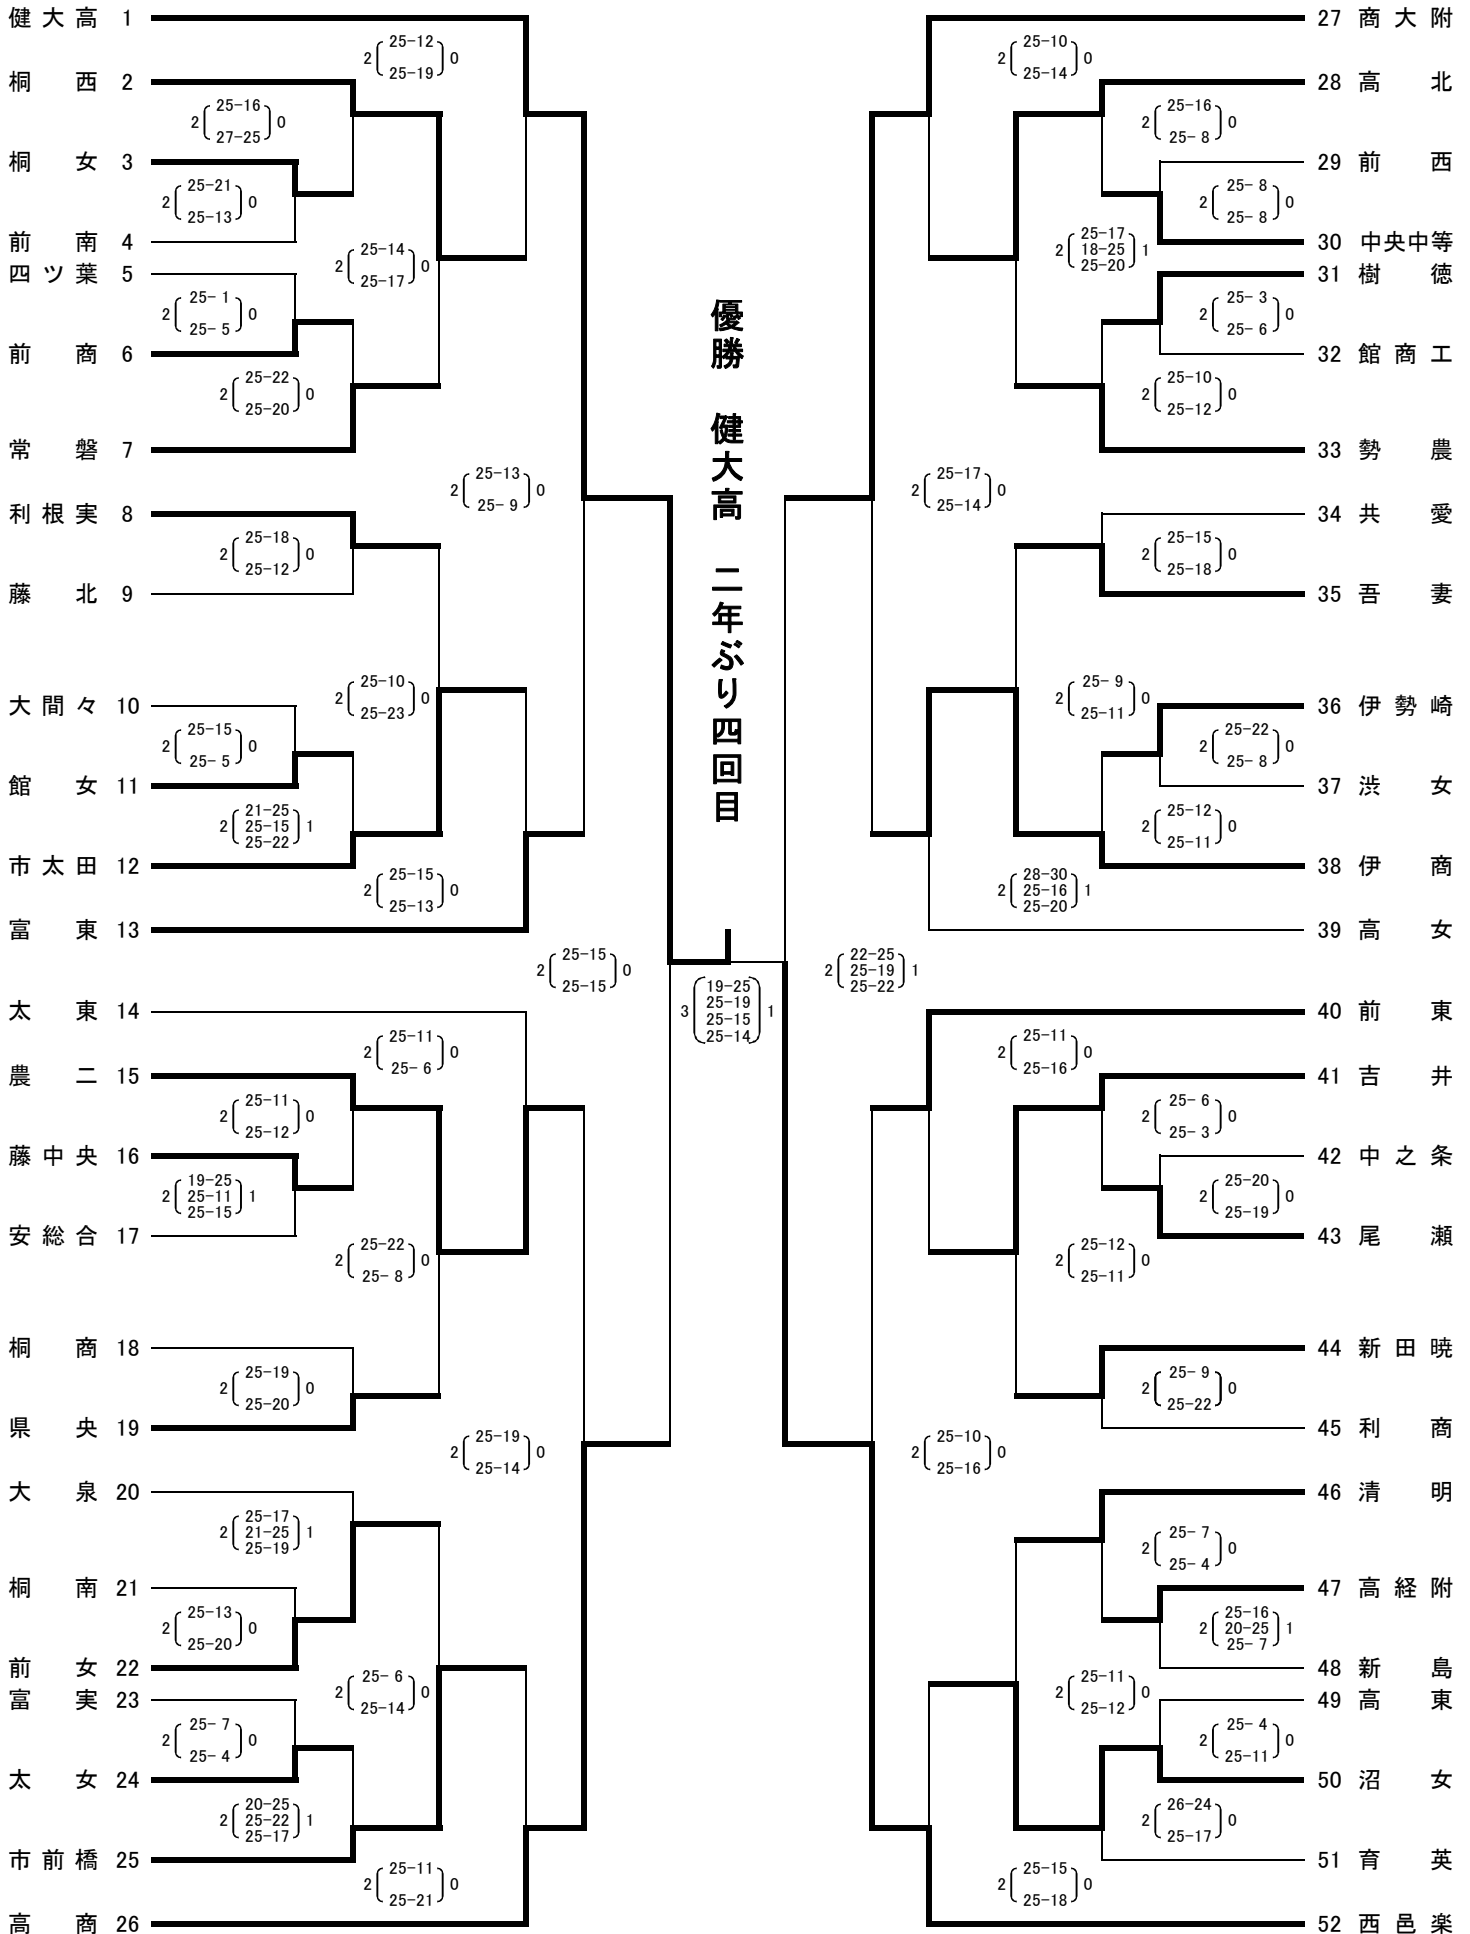 健大高 1
桐西 2
桐女 3
前南 4
四ツ葉 5
前商 6
常磐 7
利根実 8
藤北 9
大間々 10
館女 11
市太田 12
富東 13
太東 14
農二 15
藤中央 16
安総合 17
桐商 18
県央 19
大泉 20
桐南 21
前女 22
富実 23
太女 24
市前橋 25
高商 26
2 25-12 25-19 0
2 25-16 27-25 0
2 25-21 25-13 0
2 25-14 25-17 0
2 25- 1 25- 5 0
2 25-22 25-20 0
2 25-13 25- 9 0
2 25-18 25-12 0
2 25-10 25-23 0
2 25-15 25- 5 0
2 21-25 25-15 25-22 1
2 25-15 25-13 0
2 25-15 25-15 0
2 25-11 25- 6 0
2 25-11 25-12 0
2 19-25 25-11 25-15 1
2 25-22 25- 8 0
2 25-19 25-20 0
2 25-19 25-14 0
2 25-17 21-25 25-19 1
2 25-13 25-20 0
2 25- 6 25-14 0
2 25- 7 25- 4 0
2 20-25 25-22 25-17 1
2 25-11 25-21 0
優勝 健大高 二年ぶり四回目
3 19-25 25-19 25-15 25-14 1
2 25-10 25-14 0
2 25-16 25- 8 0
2 25- 8 25- 8 0
2 25-17 18-25 25-20 1
2 25- 3 25- 6 0
2 25-10 25-12 0
2 25-17 25-14 0
2 25-15 25-18 0
2 25- 9 25-11 0
2 25-22 25- 8 0
2 25-12 25-11 0
2 28-30 25-16 25-20 1
2 22-25 25-19 25-22 1
2 25-11 25-16 0
2 25- 6 25- 3 0
2 25-20 25-19 0
2 25-12 25-11 0
2 25- 9 25-22 0
2 25-10 25-16 0
2 25- 7 25- 4 0
2 25-16 20-25 25- 7 1
2 25-11 25-12 0
2 25- 4 25-11 0
2 26-24 25-17 0
2 25-15 25-18 0
27 商大附
28 高北
29 前西
30 中央中等
31 樹徳
32 館商工
33 勢農
34 共愛
35 吾妻
36 伊勢崎
37 渋女
38 伊商
39 高女
40 前東
41 吉井
42 中之条
43 尾瀬
44 新田暁
45 利商
46 清明
47 高経附
48 新島
49 高東
50 沼女
51 育英
52 西邑楽